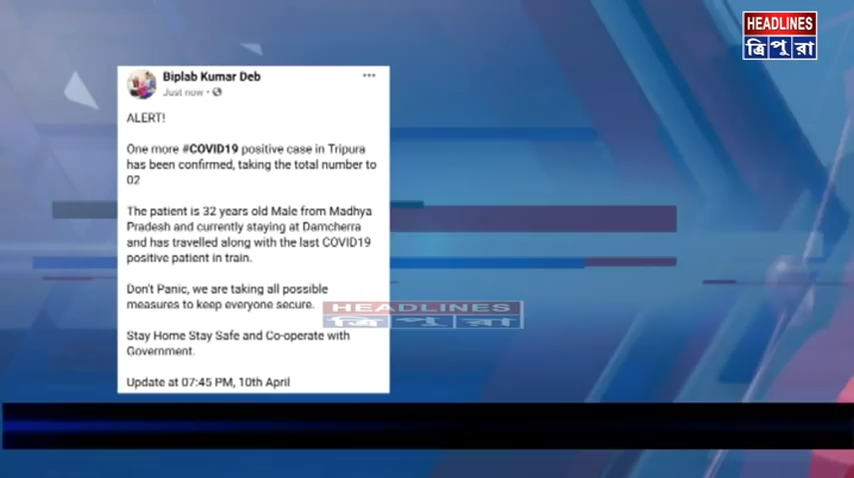 HEADLINES
ত্রিপুরা
Biplab Kumar Deb
Just now
ALERT!
One more #COVID19 positive case in Tripura
has been confirmed, taking the total number to
02
The patient is 32 years old Male from Madhya
Pradesh and currently staying at Damcherra
and has travelled along with the last COVID19
positive patient in train.
Don't Panic, we are taking all possible
measures to keep everyone secure.
HEADLINES
ত্রিপুরা
Stay Home Stay Safe and Co-operate with
Government.
Update at 07:45 PM, 10th April